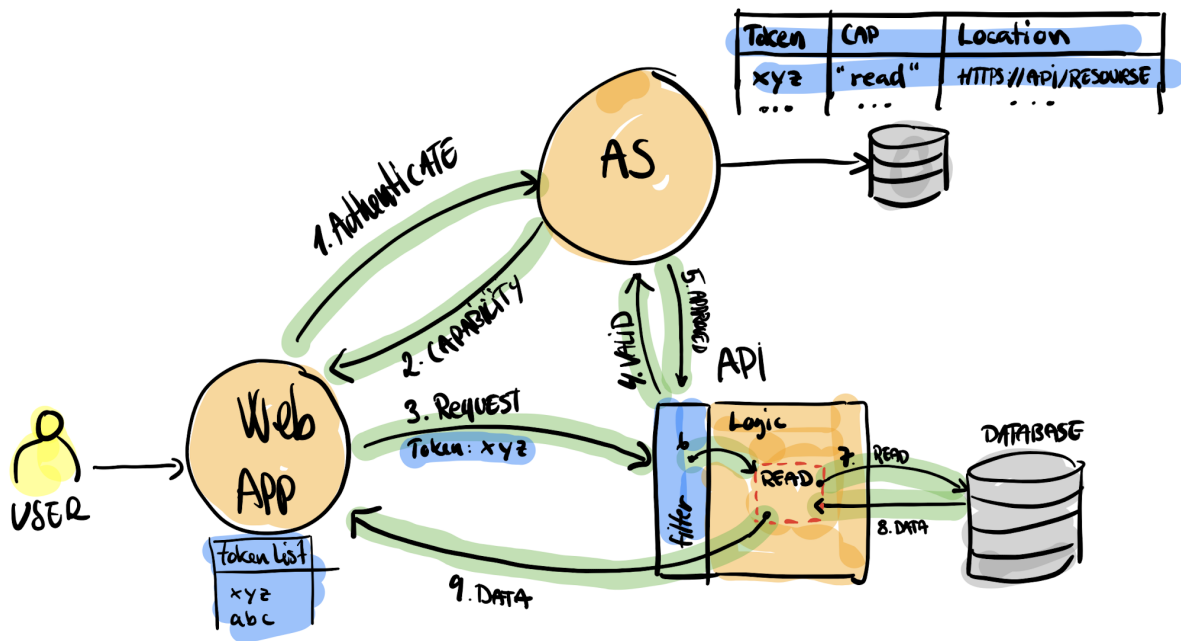 Token CAP Location
xyz "read" HTTPS://API/RESOURSE
... ... ...
AS
1. AUTHENTICATE
2. CAPABILITY
4. VALID
5. APPROVED
API
Web
APP
3. REQUEST
Token: xyz
Logic
6
READ
filter
7. READ
8. DATA
DATABASE
USER
Token List
xyz
abc
9. DATA